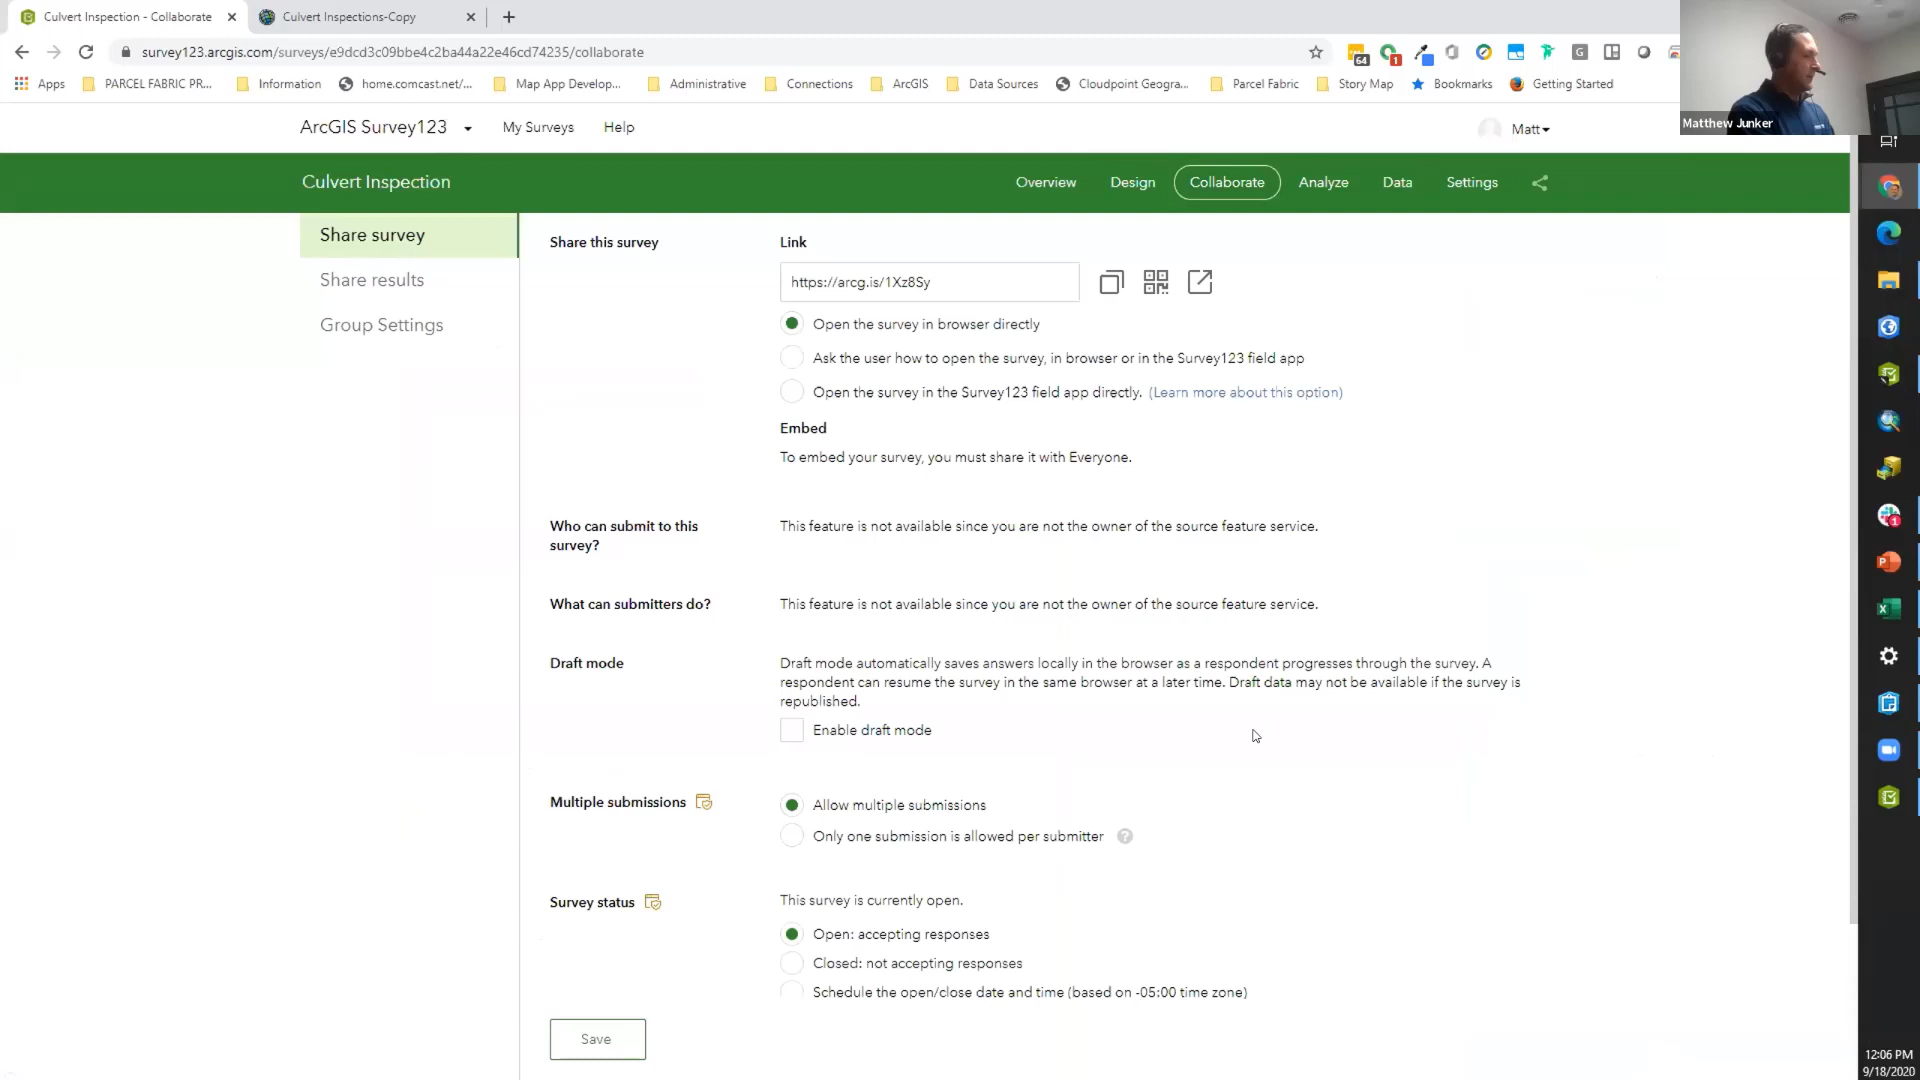 Culvert Inspection - Collaborate
Culvert Inspections-Copy
survey123.arcgis.com/surveys/e9dcd3c09bbe4c2ba44a22e46cd74235/collaborate
64
1
G
Apps
PARCEL FABRIC PR...
Information
home.comcast.net/...
Map App Develop...
Administrative
Connections
ArcGIS
Data Sources
Cloudpoint Geogra...
Parcel Fabric
Story Map
Bookmarks
Getting Started
Matthew Junker
ArcGIS Survey123
My Surveys
Help
Matt
Culvert Inspection
Overview
Design
Collaborate
Analyze
Data
Settings
Share survey
Share results
Group Settings
Share this survey
Link
https://arcg.is/1Xz8Sy
Open the survey in browser directly
Ask the user how to open the survey, in browser or in the Survey123 field app
Open the survey in the Survey123 field app directly. (Learn more about this option)
Embed
To embed your survey, you must share it with Everyone.
Who can submit to this
survey?
This feature is not available since you are not the owner of the source feature service.
What can submitters do?
This feature is not available since you are not the owner of the source feature service.
Draft mode
Draft mode automatically saves answers locally in the browser as a respondent progresses through the survey. A
respondent can resume the survey in the same browser at a later time. Draft data may not be available if the survey is
republished.
Enable draft mode
Multiple submissions
Allow multiple submissions
Only one submission is allowed per submitter
?
Survey status
This survey is currently open.
Open: accepting responses
Closed: not accepting responses
Schedule the open/close date and time (based on -05:00 time zone)
Save
1
P
X
12:06 PM
9/18/2020